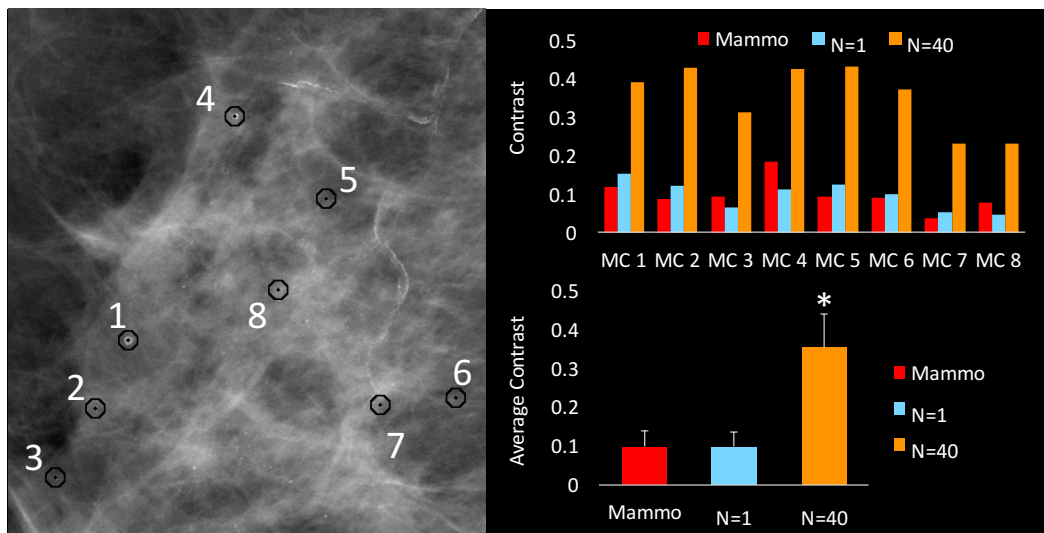 4
5
1
8
2
6
3
7
Mammo N=1 N=40
Contrast
0.5
0.4
0.3
0.2
0.1
0
MC 1 MC 2 MC 3 MC 4 MC 5 MC 6 MC 7 MC 8
Average Contrast
0.5
0.4
0.3
0.2
0.1
0
*
Mammo N=1 N=40
Mammo
N=1
N=40